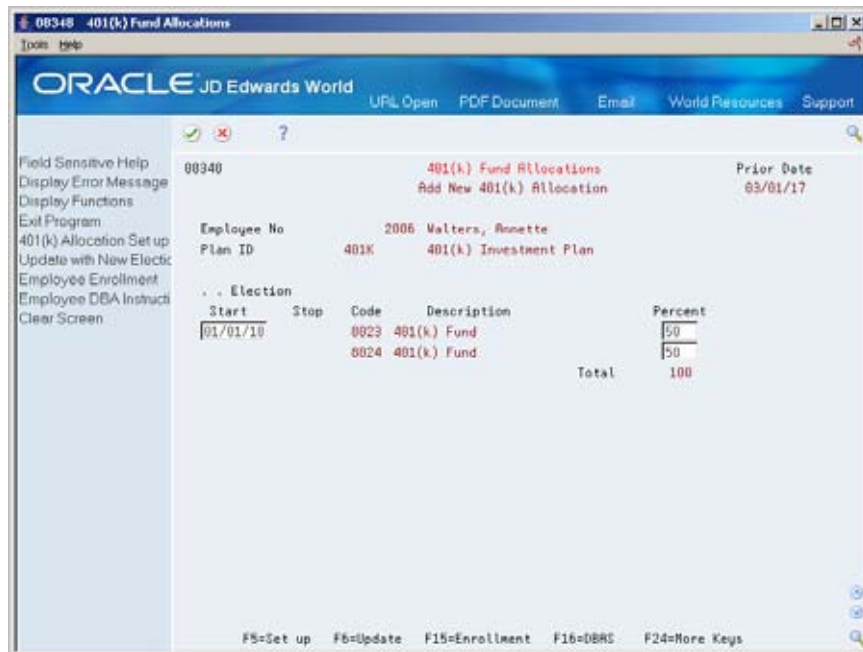 08348 401(k) Fund Allocations
Tools Help
ORACLE JD Edwards World
URL Open PDF Document Email World Resources Support
?
Field Sensitive Help
Display Error Message
Display Functions
Exit Program
401(k) Allocation Set up
Update with New Electic
Employee Enrollment
Employee DBA Instructi
Clear Screen
08348 401(k) Fund Allocations Prior Date
Add New 401(k) Allocation 03/01/17
Employee No 2006 Walters, Annette
Plan ID 401K 401(k) Investment Plan
. . Election
Start Stop Code Description Percent
01/01/18 8023 401(k) Fund 50
8024 401(k) Fund 50
Total 100
F5=Set up F6=Update F15=Enrollment F16=DBAS F24=More Keys